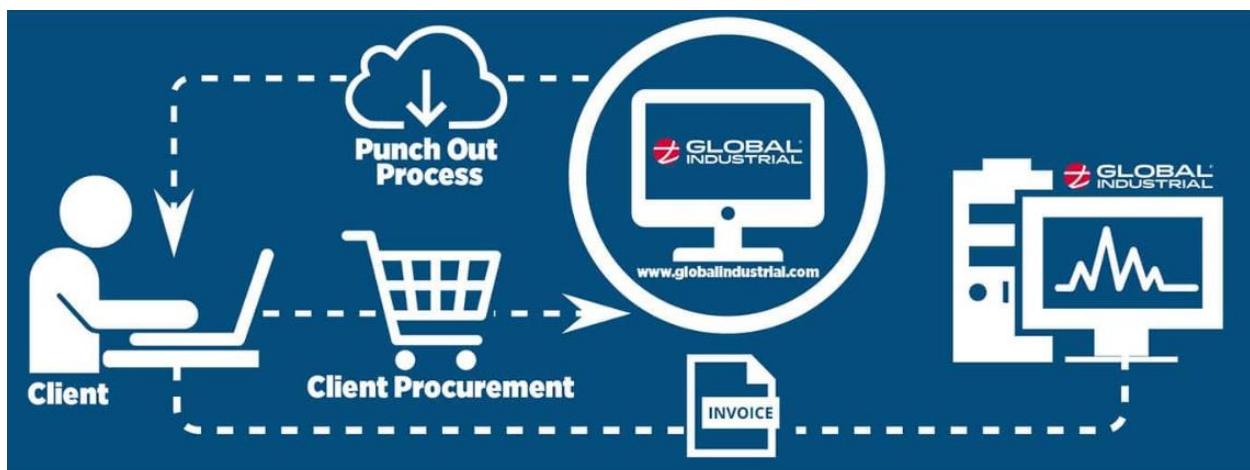 Punch Out
Process
GLOBAL
INDUSTRIAL
www.globalindustrial.com
GLOBAL
INDUSTRIAL
Client
Client Procurement
INVOICE